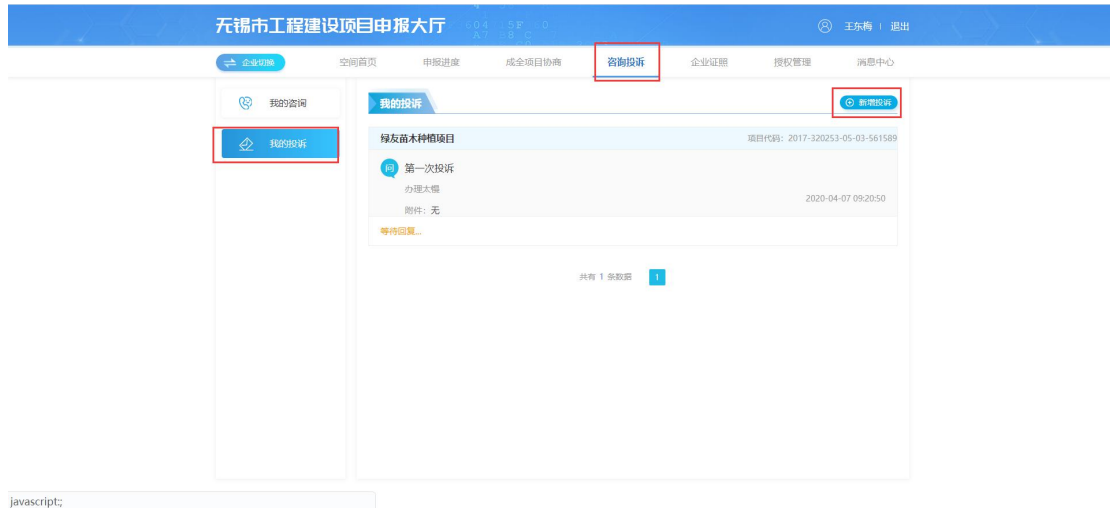 无锡市工程建设项目申报大厅
王东梅 | 退出
企业切换 空间首页 申报进度 成全项目协商 咨询投诉 企业证照 授权管理 消息中心
我的咨询
我的投诉
我的投诉 新增投诉
绿友苗木种植项目 项目代码：2017-320253-05-03-561589
问 第一次投诉
办理太慢
2020-04-07 09:20:50
附件：无
等待回复...
共有 1 条数据 1
javascript:;